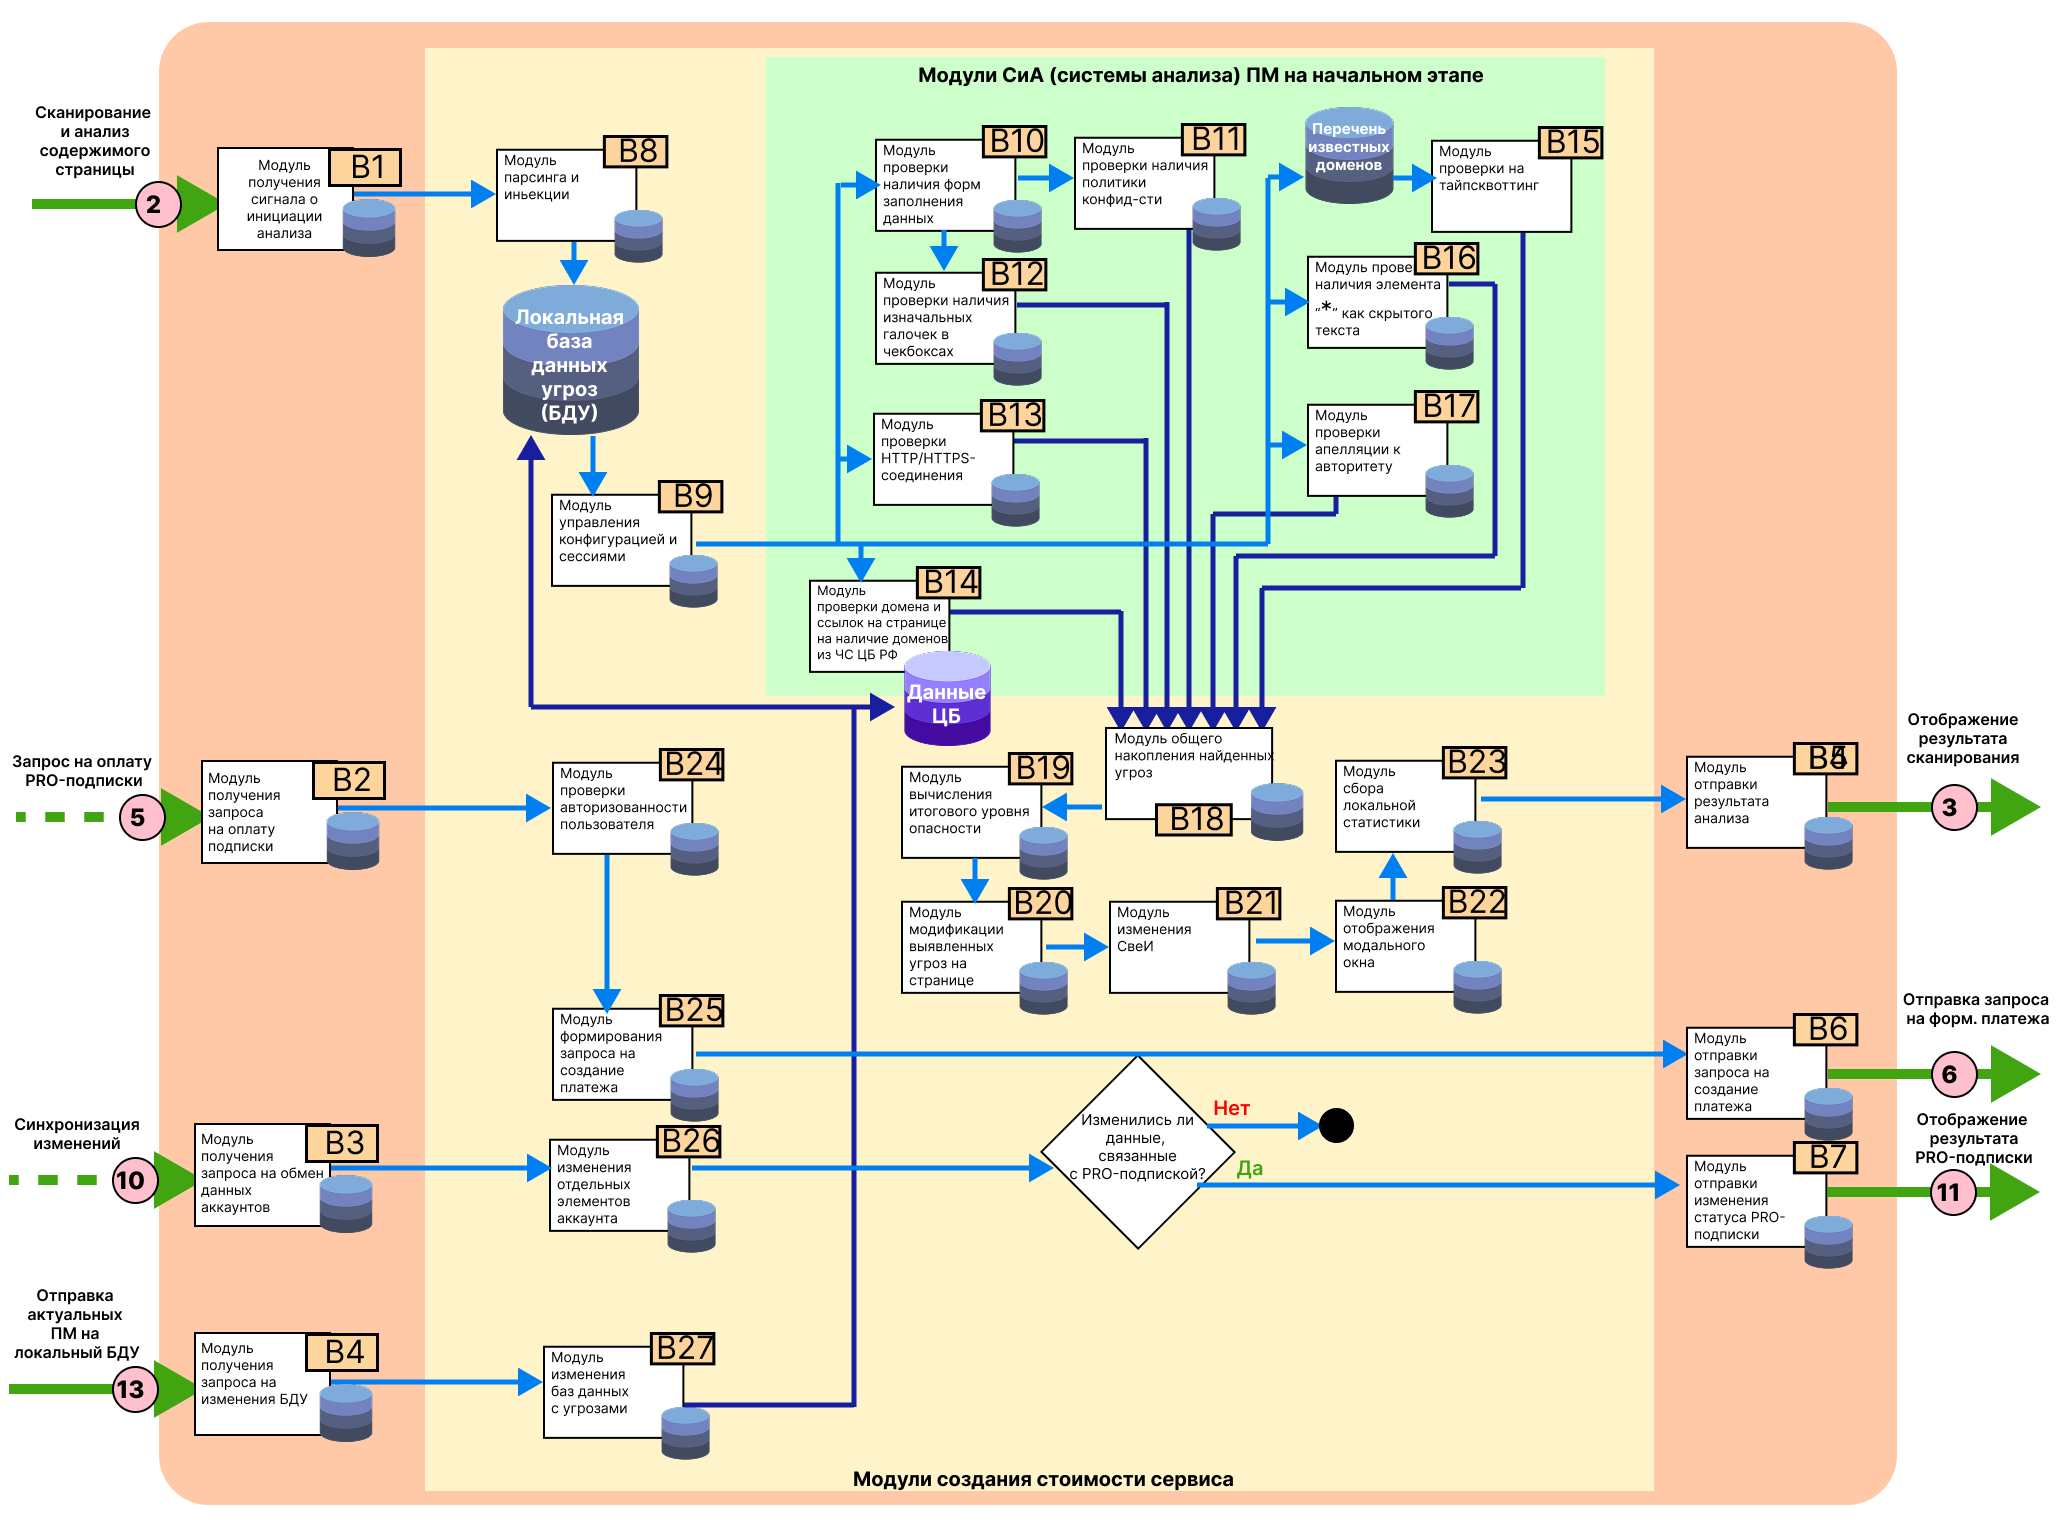 Модули СиА (системы анализа) ПМ на начальном этапе
Сканирование
и анализ
содержимого
страницы
2
Модуль
получения
сигнала о
инициации
анализа
B1
Модуль
парсинга и
иньекции
B8
Локальная
база
данных
угроз
(БДУ)
Модуль
управления
конфигурацией и
сессиями
B9
Модуль
проверки
наличия форм
заполнения
данных
B10
Модуль
проверки наличия
политики
конфид-сти
B11
Модуль
проверки наличия
изначальных
галочек в
чекбоксах
B12
Модуль
проверки
HTTP/HTTPS-
соединения
B13
Модуль
проверки домена и
ссылок на странице
на наличие доменов
из ЧС ЦБ РФ
B14
Данные
ЦБ
Перечень
известных
доменов
Модуль
проверки на
тайпсквоттинг
B15
Модуль прове
наличия элемента
“*” как скрытого
текста
B16
Модуль
проверки
апелляции к
авторитету
B17
Запрос на оплату
PRO-подписки
5
Модуль
получения
запроса
на оплату
подписки
B2
Модуль
проверки
авторизованности
пользователя
B24
Модуль общего
накопления найденных
угроз
B18
Модуль
вычисления
итогового уровня
опасности
B19
Модуль
модификации
выявленных
угроз на
странице
B20
Модуль
изменения
СвеИ
B21
Модуль
отображения
модального
окна
B22
Модуль
сбора
локальной
статистики
B23
Модуль
отправки
результата
анализа
Отображение
результата
сканирования
3
Модуль
формирования
запроса на
создание
платежа
B25
Модуль
отправки
запроса на
создание
платежа
B6
Отправка запроса
на форм. платежа
6
Синхронизация
изменений
10
Модуль
получения
запроса на обмен
данных
аккаунтов
B3
Модуль
изменения
отдельных
элементов
аккаунта
B26
Изменились ли
данные,
связанные
с PRO-подпиской?
Нет
Да
Модуль
отправки
изменения
статуса PRO-
подписки
B7
Отображение
результата
PRO-подписки
11
Отправка
актуальных
ПМ на
локальный БДУ
13
Модуль
получения
запроса на
изменения БДУ
B4
Модуль
изменения
баз данных
с угрозами
B27
Модули создания стоимости сервиса